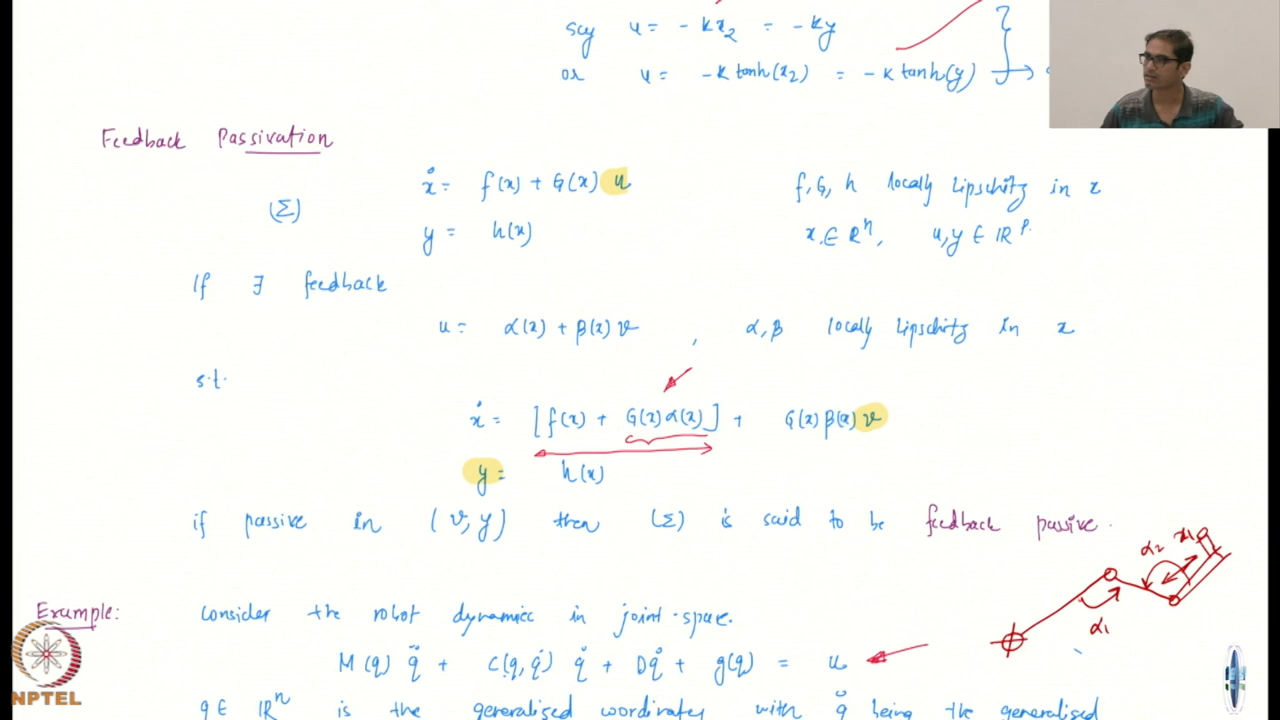 say u = - k x₂ = - ky
or u = - k tanh(x₂) = - k tanh(y)
Feedback Passivation
(Σ)
ẋ = f(x) + G(x) u
f, G, h locally Lipschitz in x
y = h(x)
x ∈ ℝⁿ, u, y ∈ ℝᵖ.
If ∃ feedback
u = α(x) + β(x) v , α, β locally Lipschitz in x
s.t.
ẋ = [f(x) + G(x) α(x)] + G(x) β(x) v
y = h(x)
if passive in (v, y) then (Σ) is said to be feedback passive.
α₂
α₁
Example: Consider the robot dynamics in joint-space.
M(q) q̈ + C(q, q̇) q̇ + D q̇ + g(q) = u
q ∈ ℝⁿ is the generalised coordinates with q̇ being the generalised
NPTEL